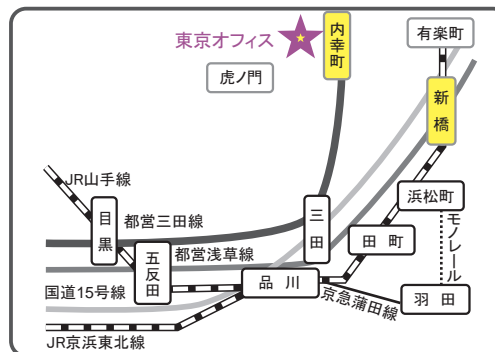 東京オフィス
内幸町
有楽町
虎ノ門
新橋
JR山手線
目黒
都営三田線
三田
浜松町
五反田
都営浅草線
田町
モノレール
国道15号線
品川
京急蒲田線
羽田
JR京浜東北線